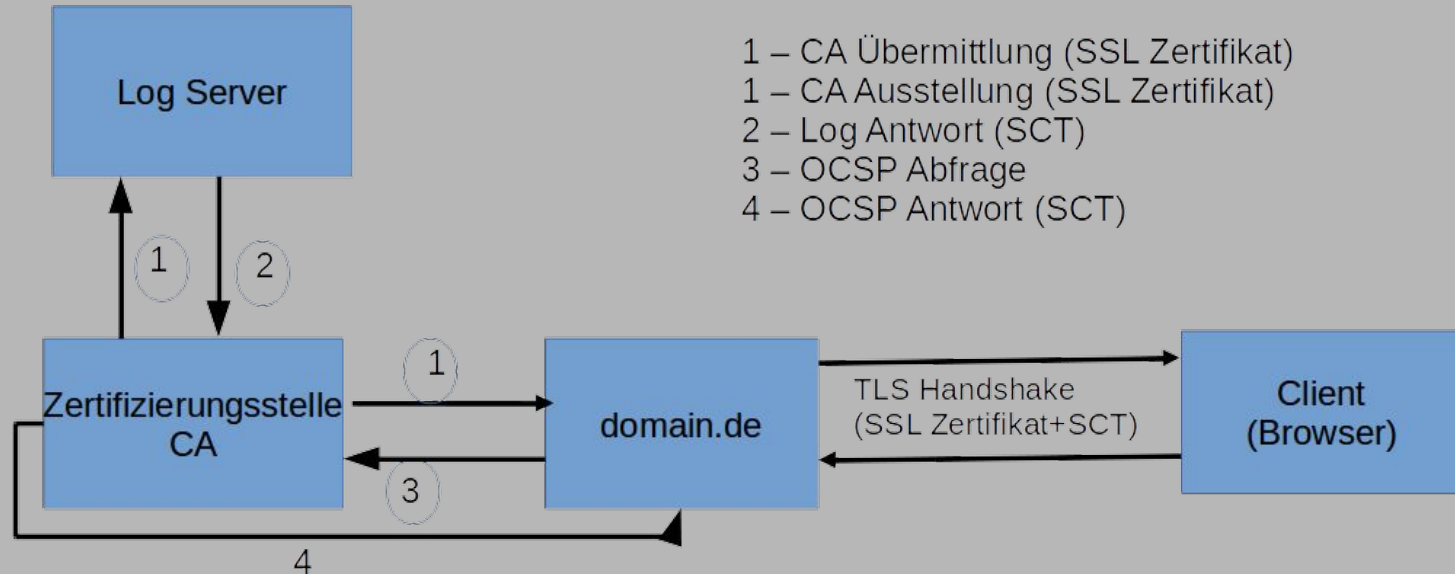 Log Server
1 – CA Übermittlung (SSL Zertifikat)
1 – CA Ausstellung (SSL Zertifikat)
2 – Log Antwort (SCT)
3 – OCSP Abfrage
4 – OCSP Antwort (SCT)
1
2
Zertifizierungsstelle
CA
1
3
4
domain.de
TLS Handshake
(SSL Zertifikat+SCT)
Client
(Browser)